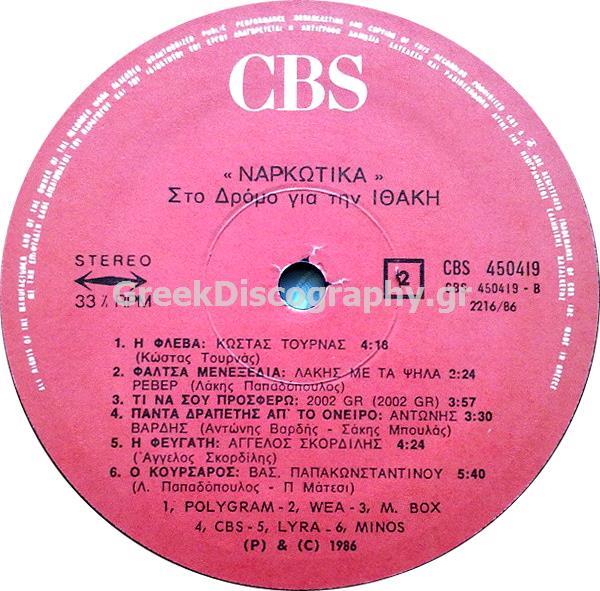 CBS
« ΝΑΡΚΩΤΙΚΑ »
Στο Δρόμο για την ΙΘΑΚΗ
STEREO
33 ⅓ RPM
2
CBS 450419
CBS 450419 - B
2216/86
GreekDiscography.gr
1. Η ΦΛΕΒΑ: ΚΩΣΤΑΣ ΤΟΥΡΝΑΣ 4:18
(Κώστας Τουρνάς)
2. ΦΑΛΤΣΑ ΜΕΝΕΞΕΔΙΑ: ΛΑΚΗΣ ΜΕ ΤΑ ΨΗΛΑ 2:24
ΡΕΒΕΡ (Λάκης Παπαδόπουλος)
3. ΤΙ ΝΑ ΣΟΥ ΠΡΟΣΦΕΡΩ: 2002 GR (2002 GR) 3:57
4. ΠΑΝΤΑ ΔΡΑΠΕΤΗΣ ΑΠ' ΤΟ ΟΝΕΙΡΟ: ΑΝΤΩΝΗΣ 3:30
ΒΑΡΔΗΣ (Αντώνης Βαρδής - Σάκης Μπουλάς)
5. Η ΦΕΥΓΑΤΗ: ΑΓΓΕΛΟΣ ΣΚΟΡΔΙΛΗΣ 4:24
(Άγγελος Σκορδίλης)
6. Ο ΚΟΥΡΣΑΡΟΣ: ΒΑΣ. ΠΑΠΑΚΩΝΣΤΑΝΤΙΝΟΥ 5:40
(Λ. Παπαδόπουλος - Π Μάτεσι)
1, POLYGRAM - 2, WEA - 3, M. BOX
4, CBS - 5, LYRA - 6, MINOS
(P) & (C) 1986